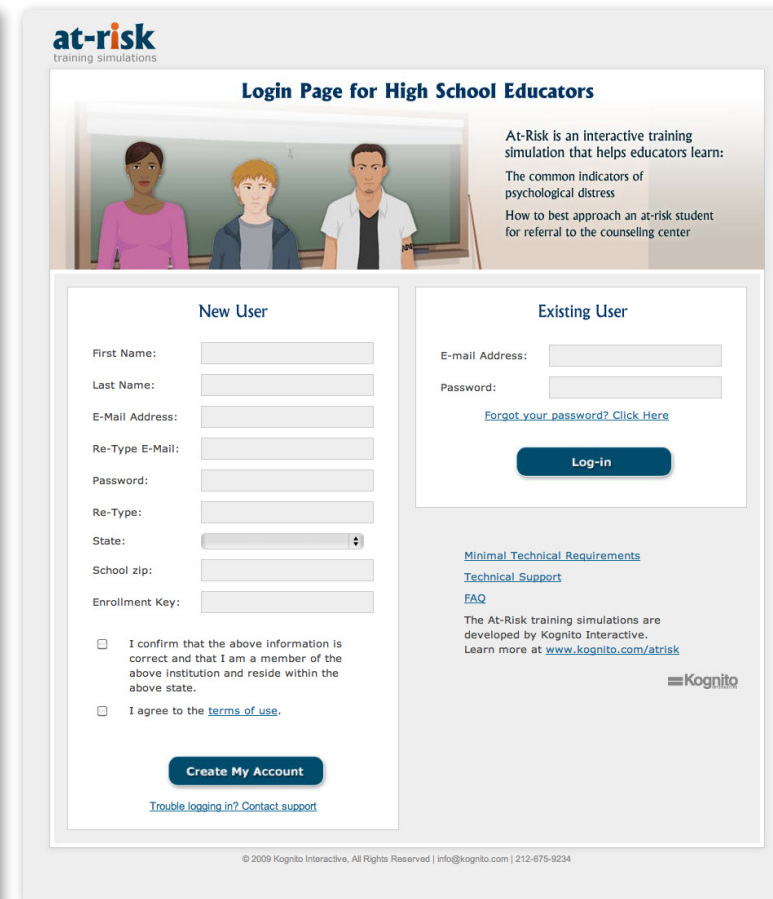 at-risk
training simulations
Login Page for High School Educators
At-Risk is an interactive training
simulation that helps educators learn:
The common indicators of
psychological distress
How to best approach an at-risk student
for referral to the counseling center
New User
First Name:
Last Name:
E-Mail Address:
Re-Type E-Mail:
Password:
Re-Type:
State:
School zip:
Enrollment Key:
I confirm that the above information is
correct and that I am a member of the
above institution and reside within the
above state.
I agree to the terms of use.
Create My Account
Trouble logging in? Contact support
Existing User
E-mail Address:
Password:
Forgot your password? Click Here
Log-in
Minimal Technical Requirements
Technical Support
FAQ
The At-Risk training simulations are
developed by Kognito Interactive.
Learn more at www.kognito.com/atrisk
Kognito
© 2009 Kognito Interactive, All Rights Reserved | info@kognito.com | 212-675-9234